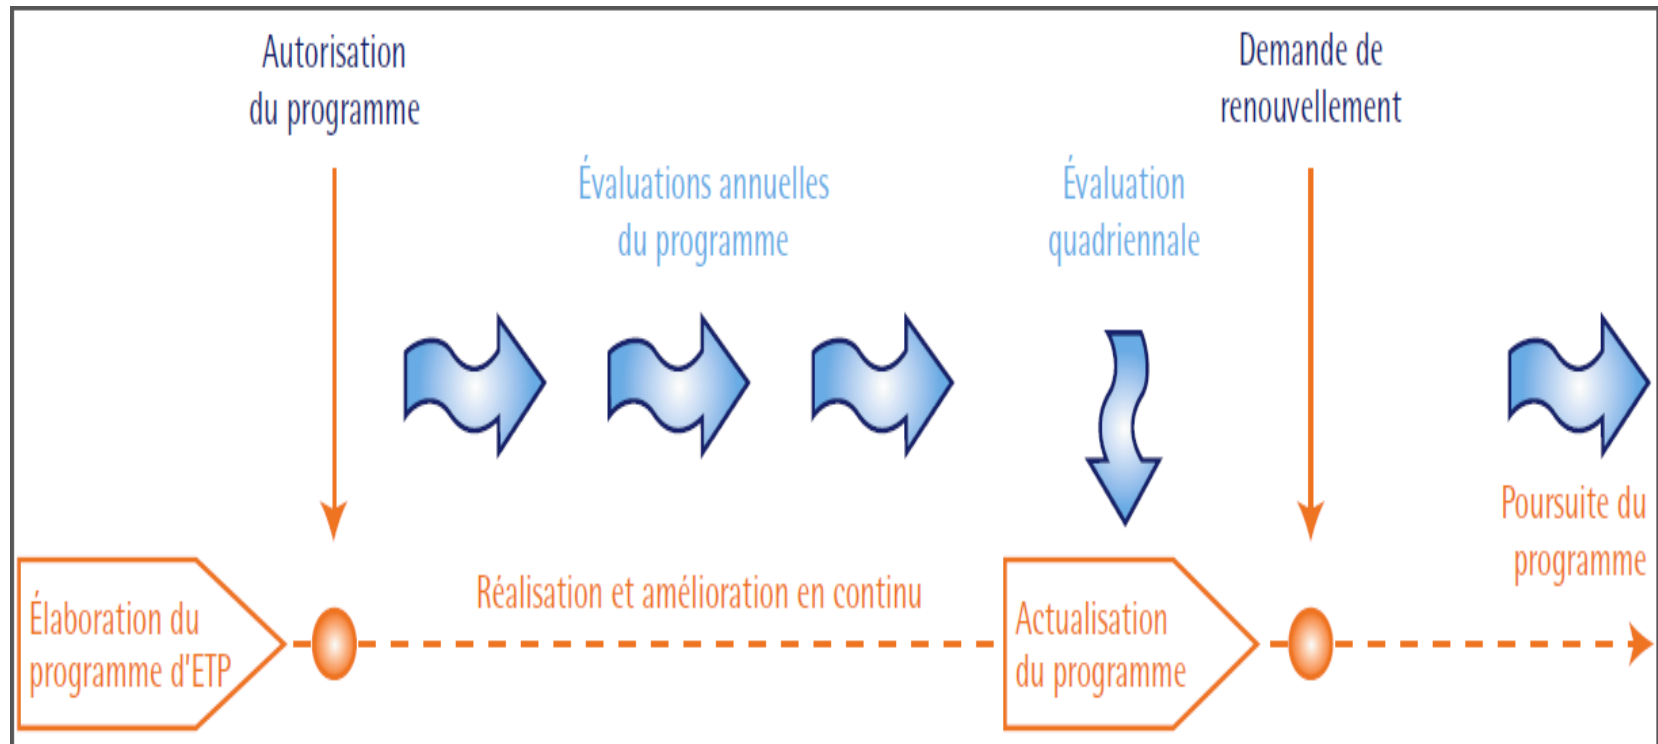 Autorisation
du programme
Demande de
renouvellement
Évaluations annuelles
du programme
Évaluation
quadriennale
Poursuite du
programme
Élaboration du
programme d'ETP
Réalisation et amélioration en continu
Actualisation
du programme